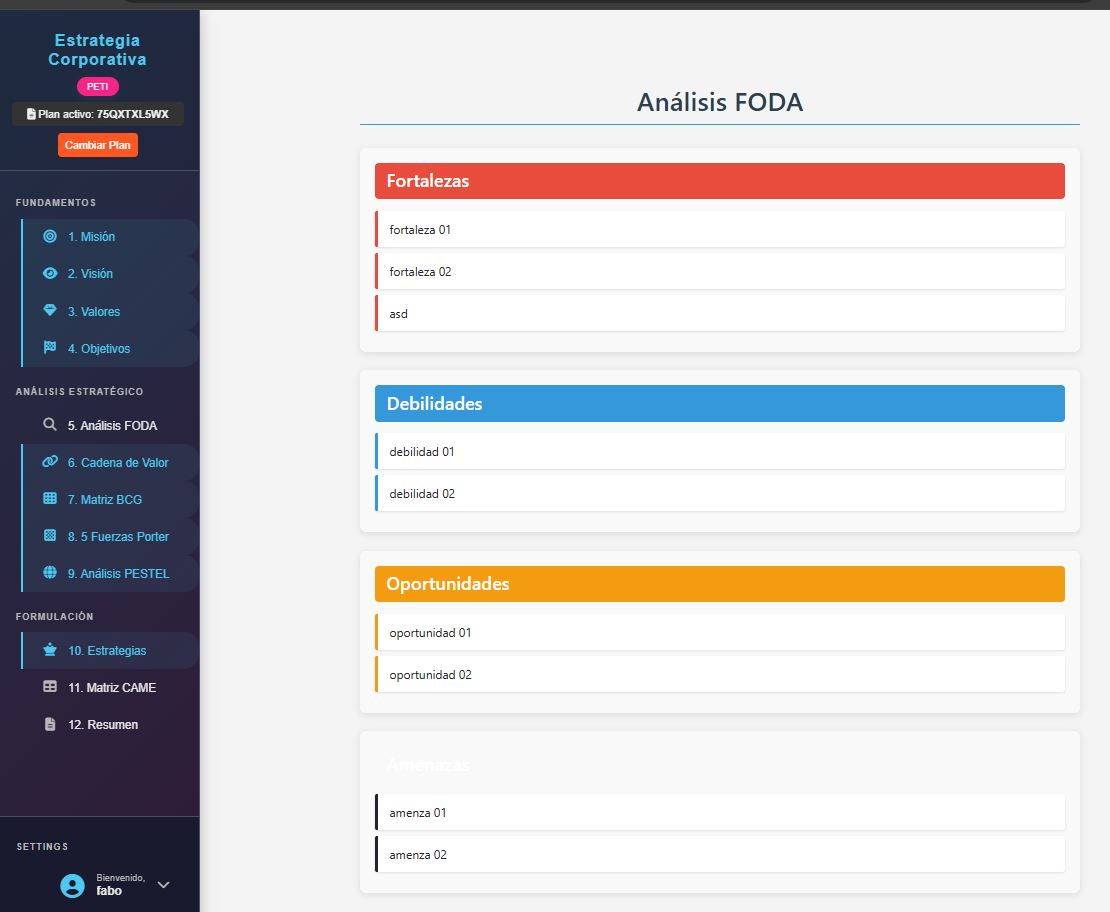 Estrategia
Corporativa
PETI
Plan activo: 75QXTXL5WX
Cambiar Plan
FUNDAMENTOS
1. Misión
2. Visión
3. Valores
4. Objetivos
ANÁLISIS ESTRATÉGICO
5. Análisis FODA
6. Cadena de Valor
7. Matriz BCG
8. 5 Fuerzas Porter
9. Análisis PESTEL
FORMULACIÓN
10. Estrategias
11. Matriz CAME
12. Resumen
SETTINGS
Bienvenido,
fabo
Análisis FODA
Fortalezas
fortaleza 01
fortaleza 02
asd
Debilidades
debilidad 01
debilidad 02
Oportunidades
oportunidad 01
oportunidad 02
Amenazas
amenza 01
amenza 02